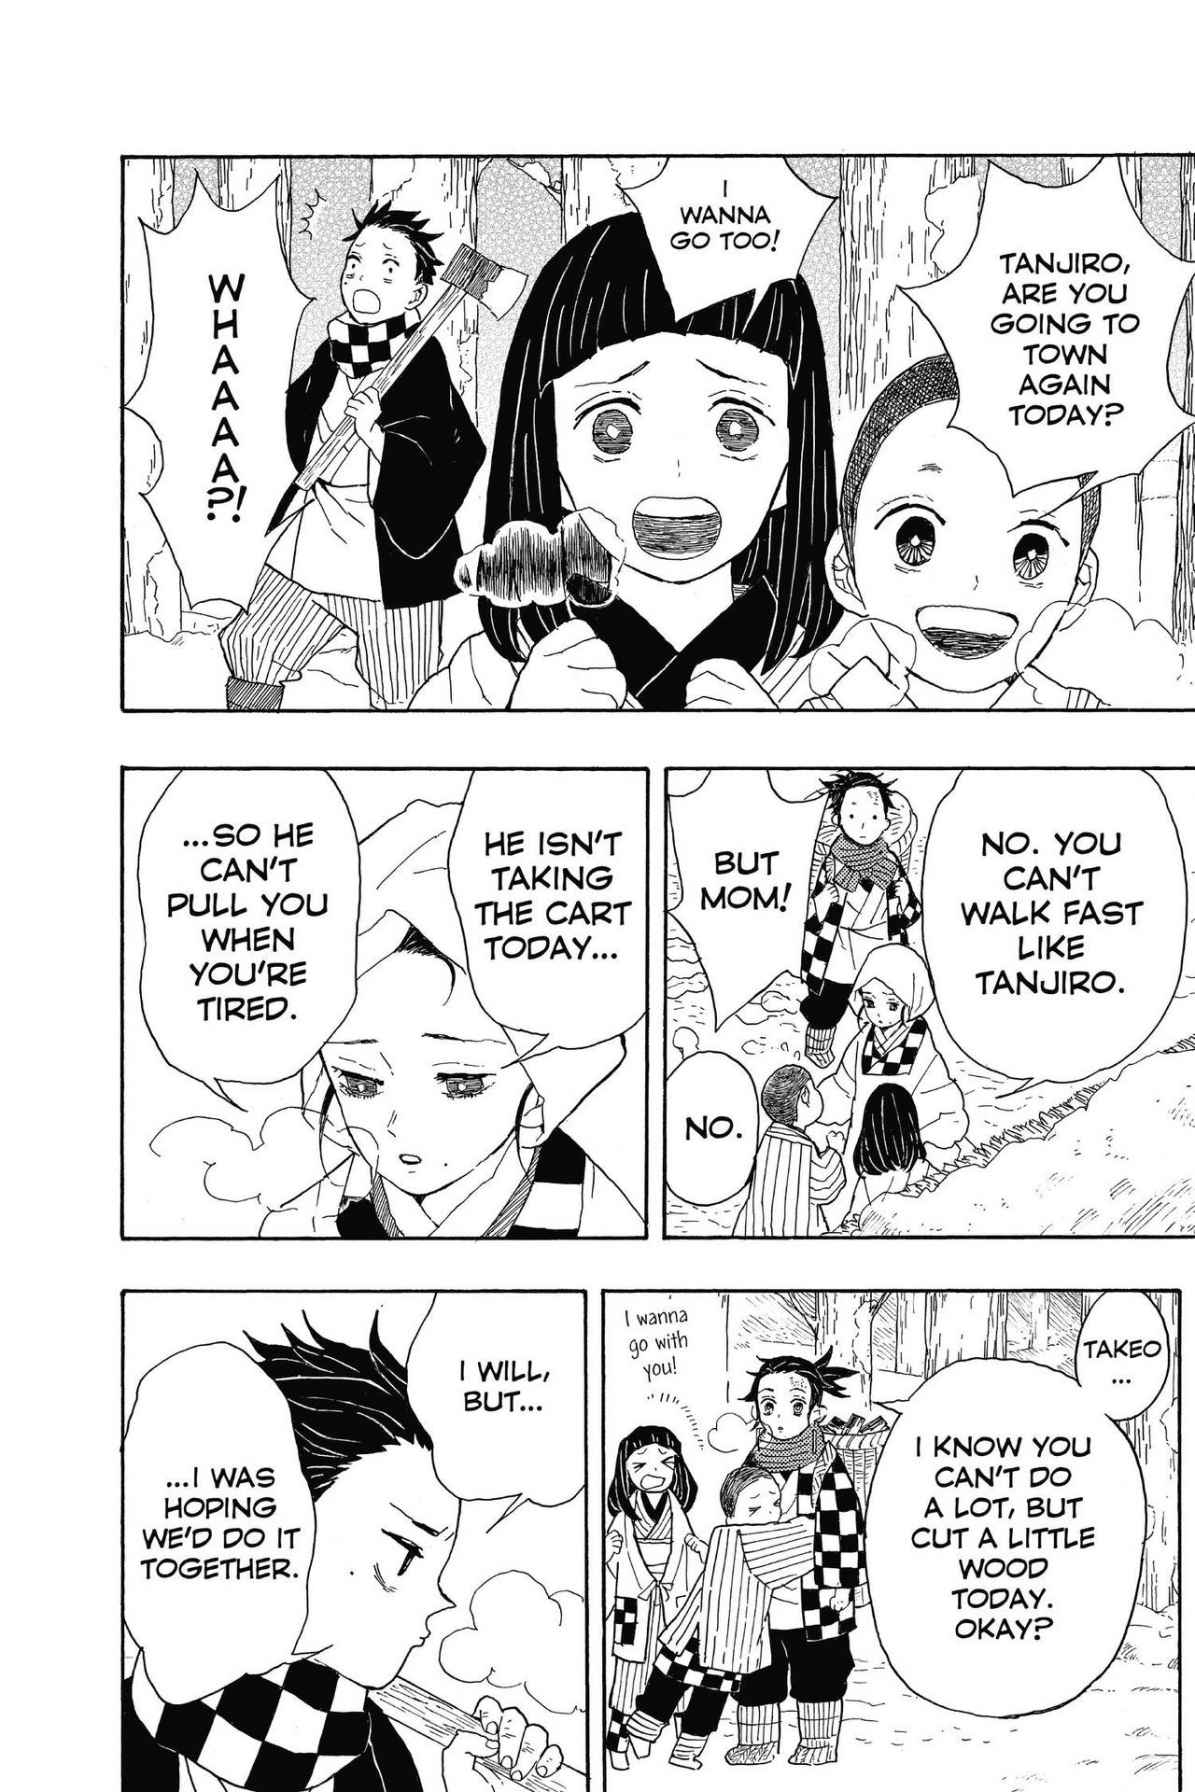 TANJIRO,
ARE YOU
GOING TO
TOWN
AGAIN
TODAY?
I
WANNA
GO TOO!
WHAAAA?!
NO. YOU
CAN'T
WALK FAST
LIKE
TANJIRO.
BUT
MOM!
NO.
HE ISN'T
TAKING
THE CART
TODAY...
...SO HE
CAN'T
PULL YOU
WHEN
YOU'RE
TIRED.
TAKEO
...
I KNOW YOU
CAN'T DO
A LOT, BUT
CUT A LITTLE
WOOD
TODAY.
OKAY?
I wanna
go with
you!
I WILL,
BUT...
...I WAS
HOPING
WE'D DO IT
TOGETHER.